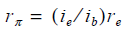 r_π = (i_e/i_b)r_e